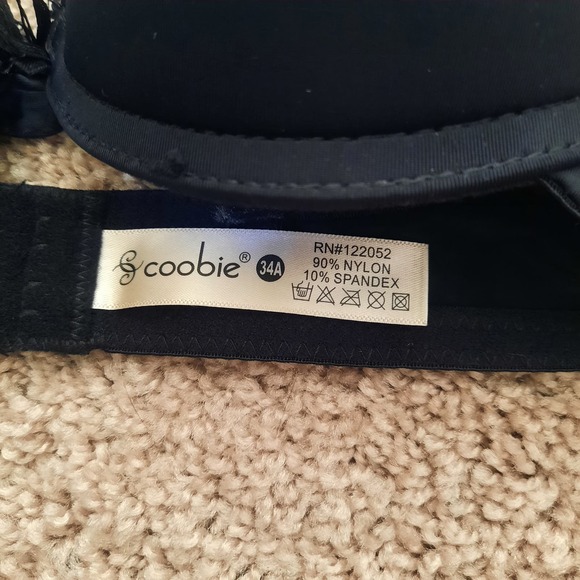 coobie® 34A
RN#122052
90% NYLON
10% SPANDEX